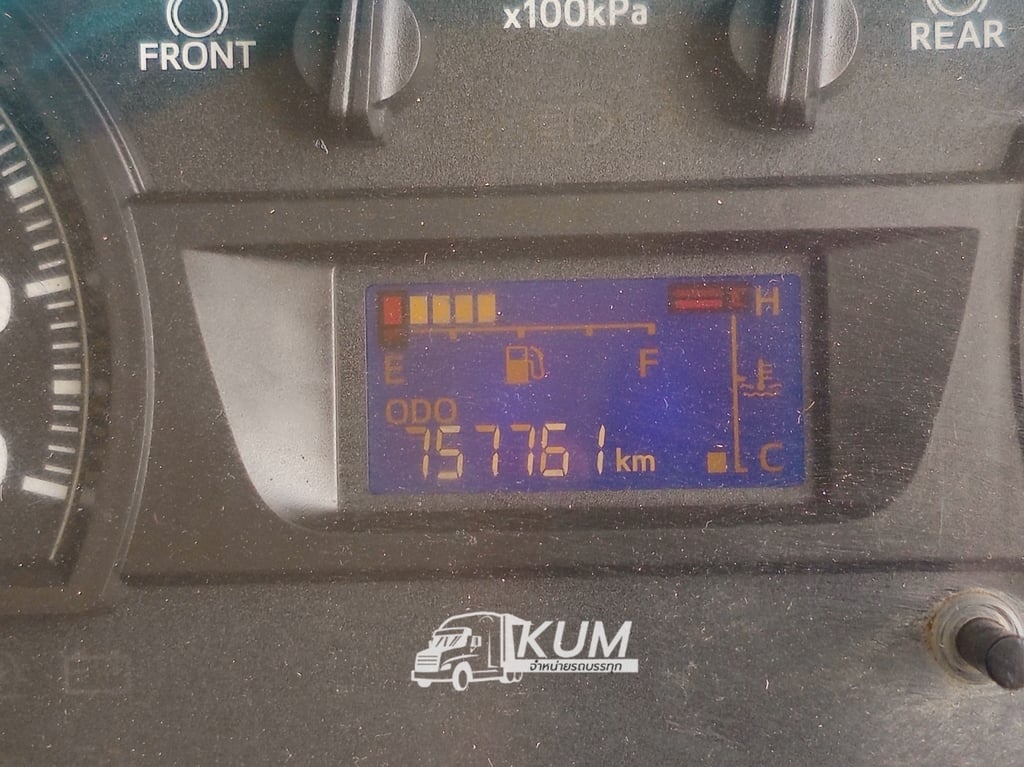 x100kPa
FRONT
REAR
H
E
F
ODO
757761 km
C
KUM
จำหน่ายรถบรรทุก